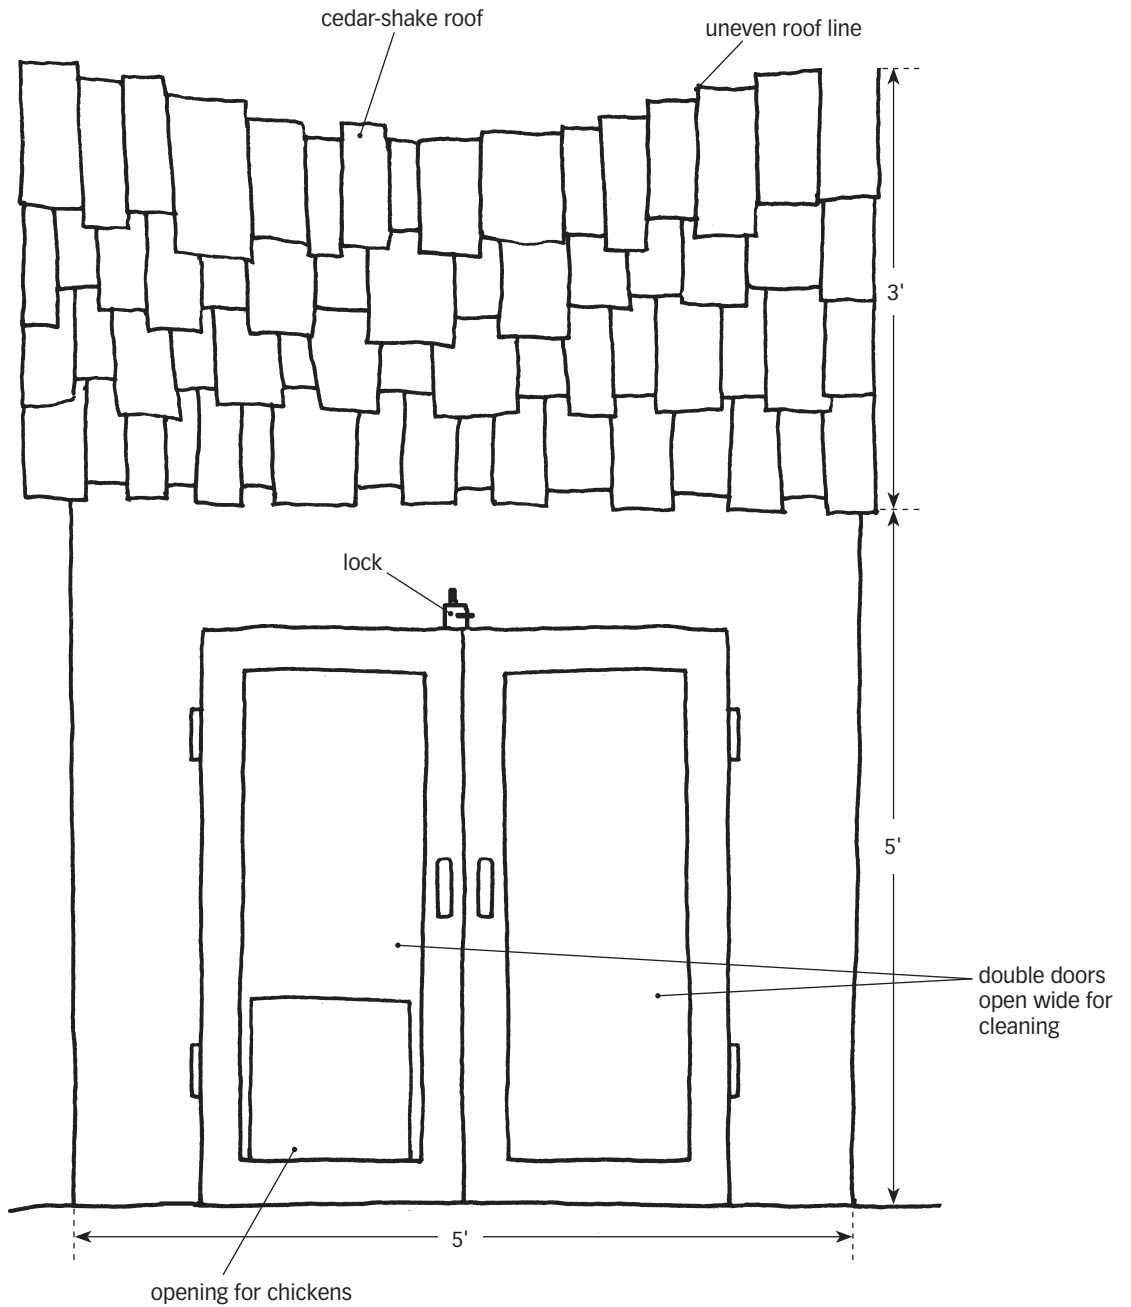 cedar-shake roof
uneven roof line
3'
lock
5'
double doors
open wide for
cleaning
5'
opening for chickens